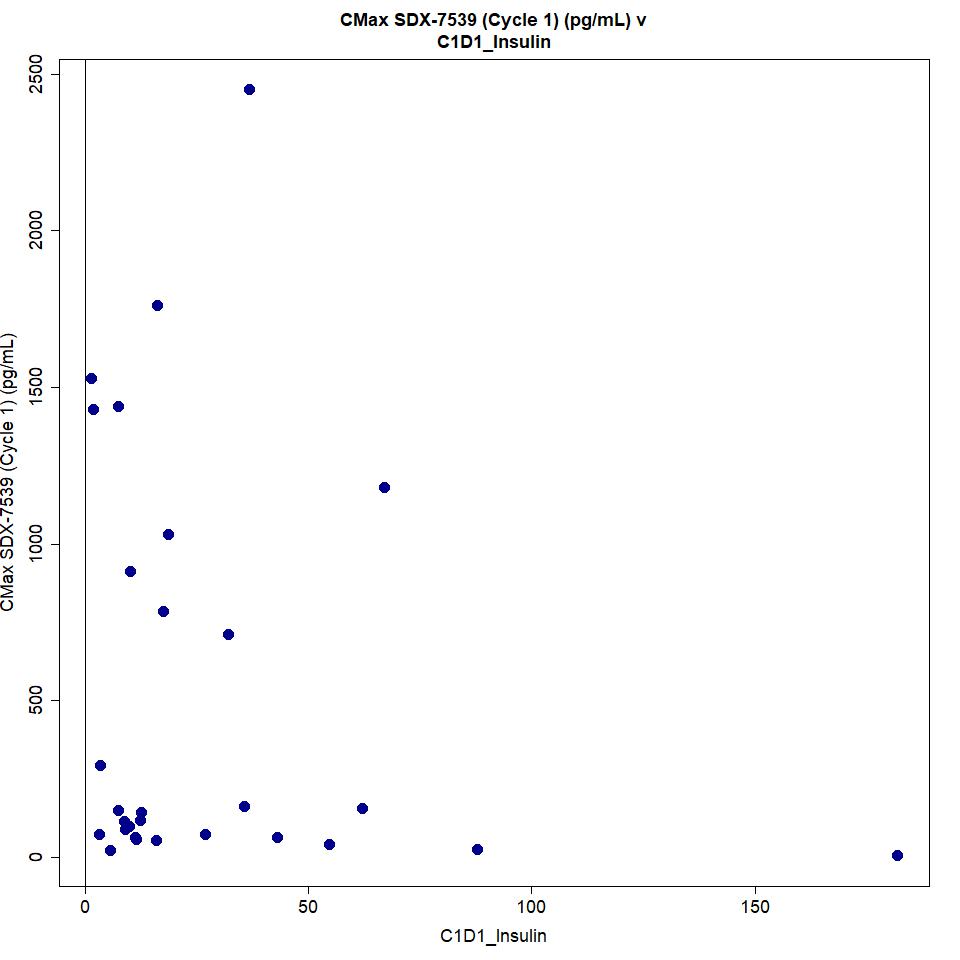 CMax SDX-7539 (Cycle 1) (pg/mL) v
C1D1_Insulin
2500
2000
1500
1000
500
0
CMax SDX-7539 (Cycle 1) (pg/mL)
0 50 100 150
C1D1_Insulin